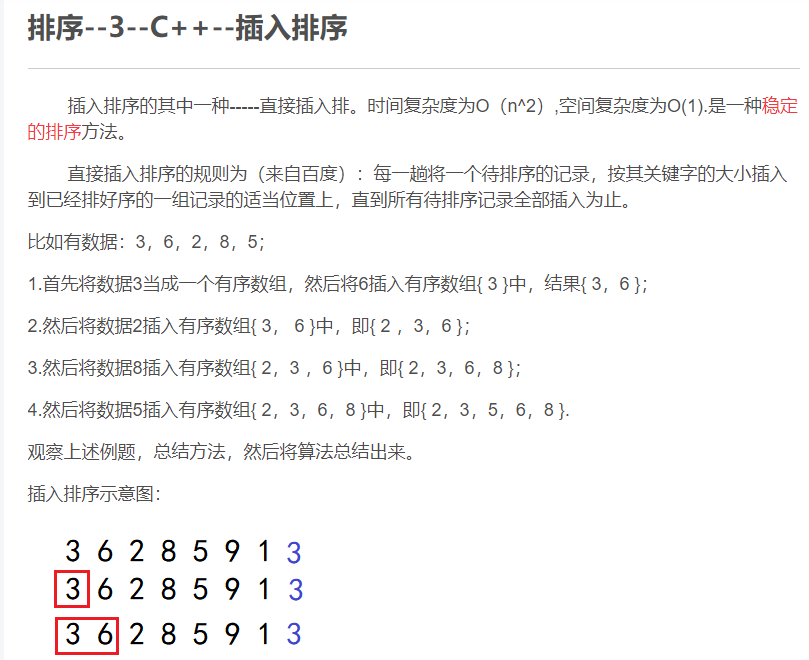 排序--3--C++--插入排序
插入排序的其中一种-----直接插入排。时间复杂度为O（n^2）,空间复杂度为O(1).是一种稳定
的排序方法。
直接插入排序的规则为（来自百度）：每一趟将一个待排序的记录，按其关键字的大小插入
到已经排好序的一组记录的适当位置上，直到所有待排序记录全部插入为止。
比如有数据：3，6，2，8，5；
1.首先将数据3当成一个有序数组，然后将6插入有序数组{ 3 }中，结果{ 3，6 }；
2.然后将数据2插入有序数组{ 3， 6 }中，即{ 2 ，3，6 }；
3.然后将数据8插入有序数组{ 2，3 ，6 }中，即{ 2，3，6，8 }；
4.然后将数据5插入有序数组{ 2，3，6，8 }中，即{ 2，3，5，6，8 }.
观察上述例题，总结方法，然后将算法总结出来。
插入排序示意图：
3 6 2 8 5 9 1 3
3 6 2 8 5 9 1 3
3 6 2 8 5 9 1 3